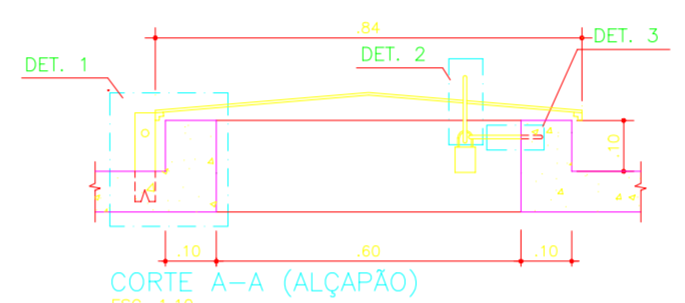 .84
DET. 3
DET. 2
DET. 1
.10
.10
.60
.10
CORTE A-A (ALÇAPÃO)